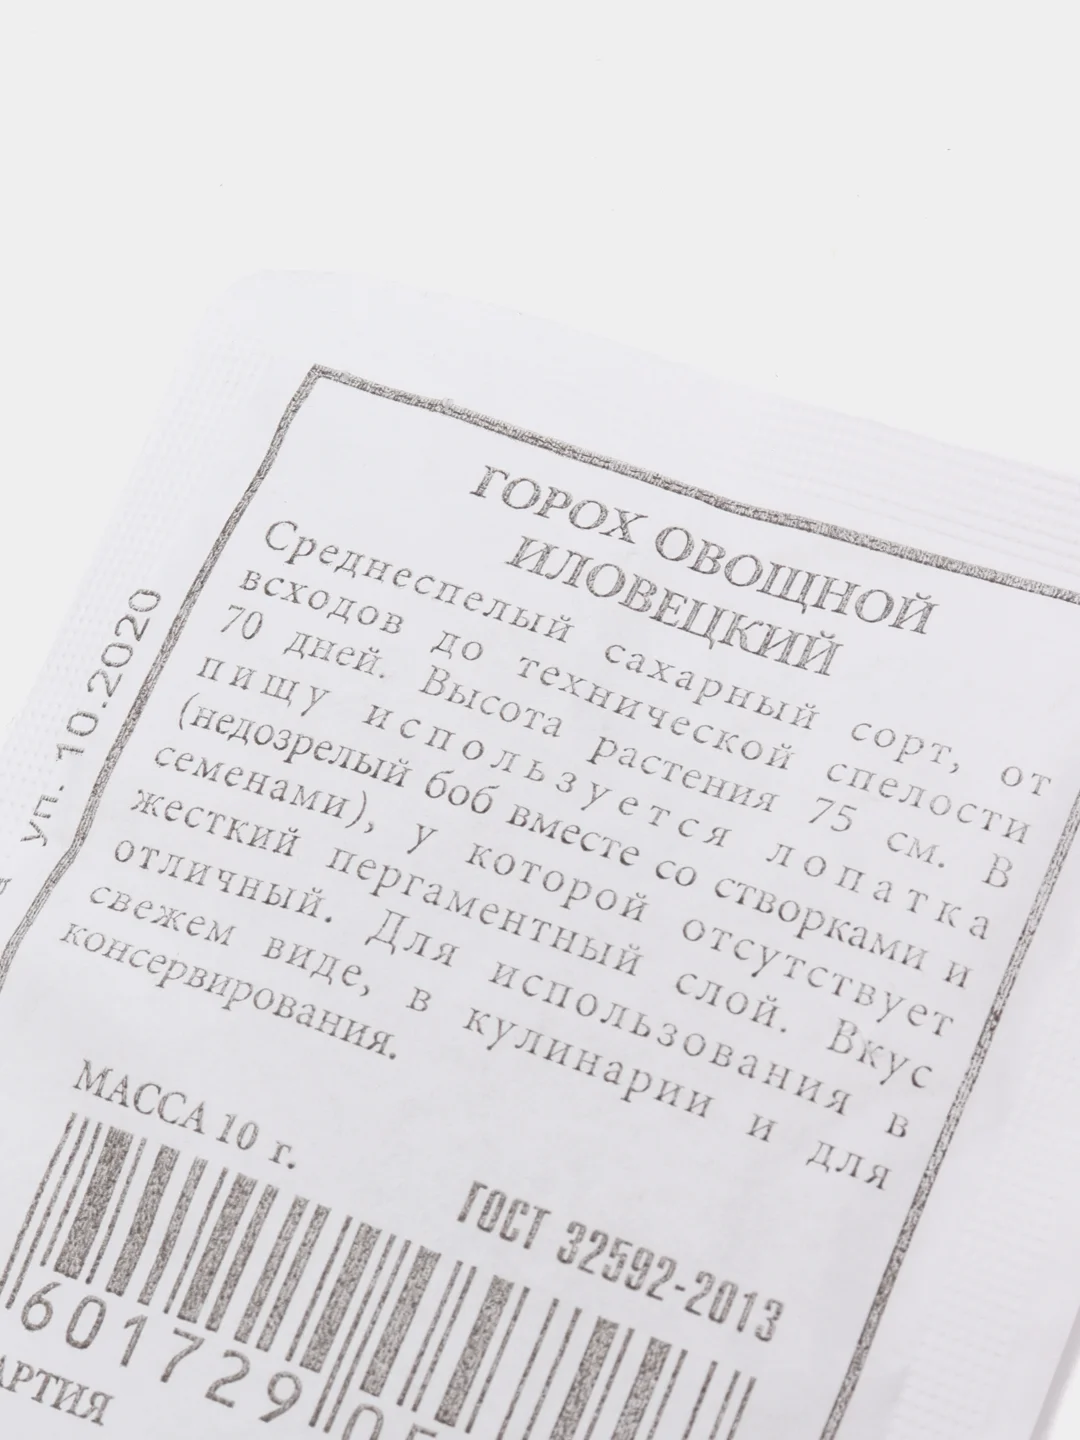 ГОРОХ ОВОЩНОЙ
ИЛОВЕЦКИЙ
Среднеспелый сахарный сорт, от
всходов до технической спелости
70 дней. Высота растения 75 см. В
пищу используется лопатка
(недозрелый боб вместе со створками и
семенами), у которой отсутствует
жесткий пергаментный слой. Вкус
отличный. Для использования в
свежем виде, в кулинарии и для
консервирования.
МАССА 10 г.
ГОСТ 32592-2013
601729
уп. 10.2020